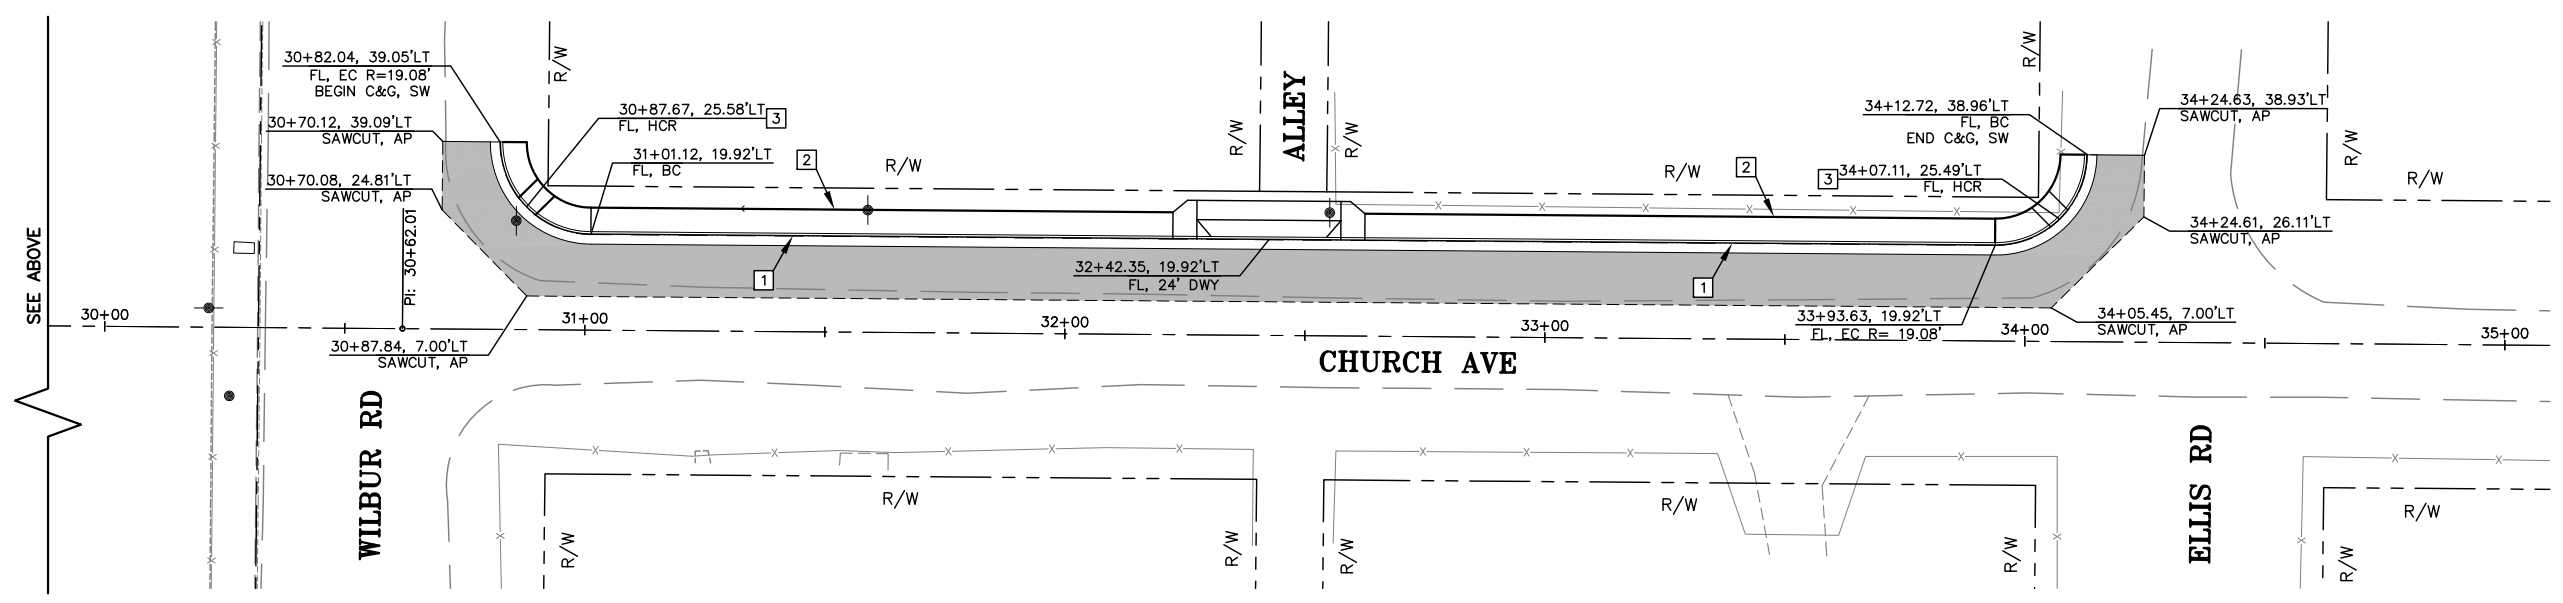 SEE ABOVE
30+82.04, 39.05'LT
FL, EC R=19.08'
BEGIN C&G, SW
30+70.12, 39.09'LT
SAWCUT, AP
30+70.08, 24.81'LT
SAWCUT, AP
PI: 30+62.01
30+87.84, 7.00'LT
SAWCUT, AP
R/W
30+87.67, 25.58'LT
FL, HCR
3
31+01.12, 19.92'LT
FL, BC
2
R/W
1
R/W
ALLEY
R/W
32+42.35, 19.92'LT
FL, 24' DWY
R/W
2
1
R/W
34+12.72, 38.96'LT
FL, BC
END C&G, SW
3
34+07.11, 25.49'LT
FL, HCR
33+93.63, 19.92'LT
FL, EC R= 19.08'
34+24.63, 38.93'LT
SAWCUT, AP
34+24.61, 26.11'LT
SAWCUT, AP
34+05.45, 7.00'LT
SAWCUT, AP
R/W
R/W
30+00
31+00
32+00
33+00
34+00
35+00
CHURCH AVE
WILBUR RD
ELLIS RD
R/W
R/W
R/W
R/W
R/W
R/W
R/W
R/W